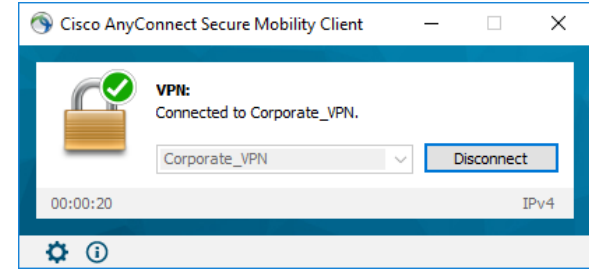 Cisco AnyConnect Secure Mobility Client
VPN:
Connected to Corporate_VPN.
Corporate_VPN
Disconnect
00:00:20
IPv4